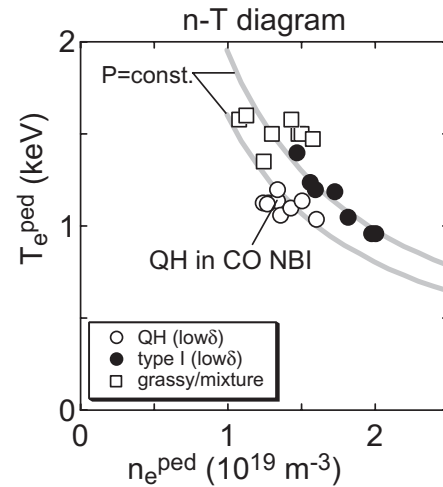 n-T diagram
2
P=const.
1
QH in CO NBI
QH (lowδ)
type I (lowδ)
grassy/mixture
0
0 1 2
T_e^ped (keV)
n_e^ped (10^19 m^-3)